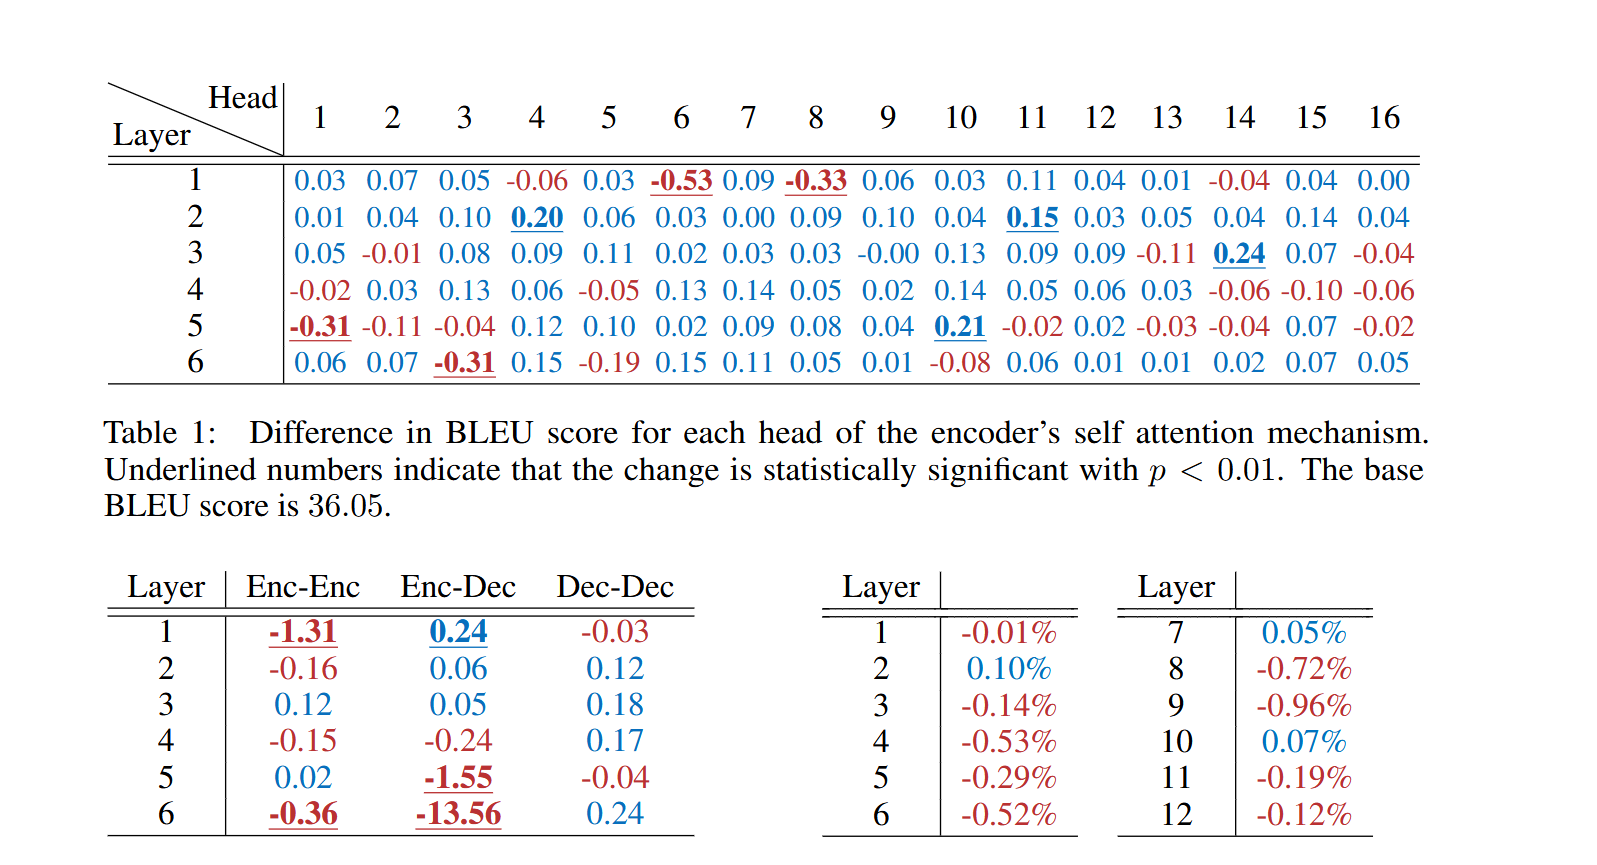 Head
Layer 1 2 3 4 5 6 7 8 9 10 11 12 13 14 15 16
1 0.03 0.07 0.05 -0.06 0.03 -0.53 0.09 -0.33 0.06 0.03 0.11 0.04 0.01 -0.04 0.04 0.00
2 0.01 0.04 0.10 0.20 0.06 0.03 0.00 0.09 0.10 0.04 0.15 0.03 0.05 0.04 0.14 0.04
3 0.05 -0.01 0.08 0.09 0.11 0.02 0.03 0.03 -0.00 0.13 0.09 0.09 -0.11 0.24 0.07 -0.04
4 -0.02 0.03 0.13 0.06 -0.05 0.13 0.14 0.05 0.02 0.14 0.05 0.06 0.03 -0.06 -0.10 -0.06
5 -0.31 -0.11 -0.04 0.12 0.10 0.02 0.09 0.08 0.04 0.21 -0.02 0.02 -0.03 -0.04 0.07 -0.02
6 0.06 0.07 -0.31 0.15 -0.19 0.15 0.11 0.05 0.01 -0.08 0.06 0.01 0.01 0.02 0.07 0.05
Table 1: Difference in BLEU score for each head of the encoder's self attention mechanism.
Underlined numbers indicate that the change is statistically significant with p < 0.01. The base
BLEU score is 36.05.
Layer Enc-Enc Enc-Dec Dec-Dec
1 -1.31 0.24 -0.03
2 -0.16 0.06 0.12
3 0.12 0.05 0.18
4 -0.15 -0.24 0.17
5 0.02 -1.55 -0.04
6 -0.36 -13.56 0.24
Layer
1 -0.01%
2 0.10%
3 -0.14%
4 -0.53%
5 -0.29%
6 -0.52%
Layer
7 0.05%
8 -0.72%
9 -0.96%
10 0.07%
11 -0.19%
12 -0.12%